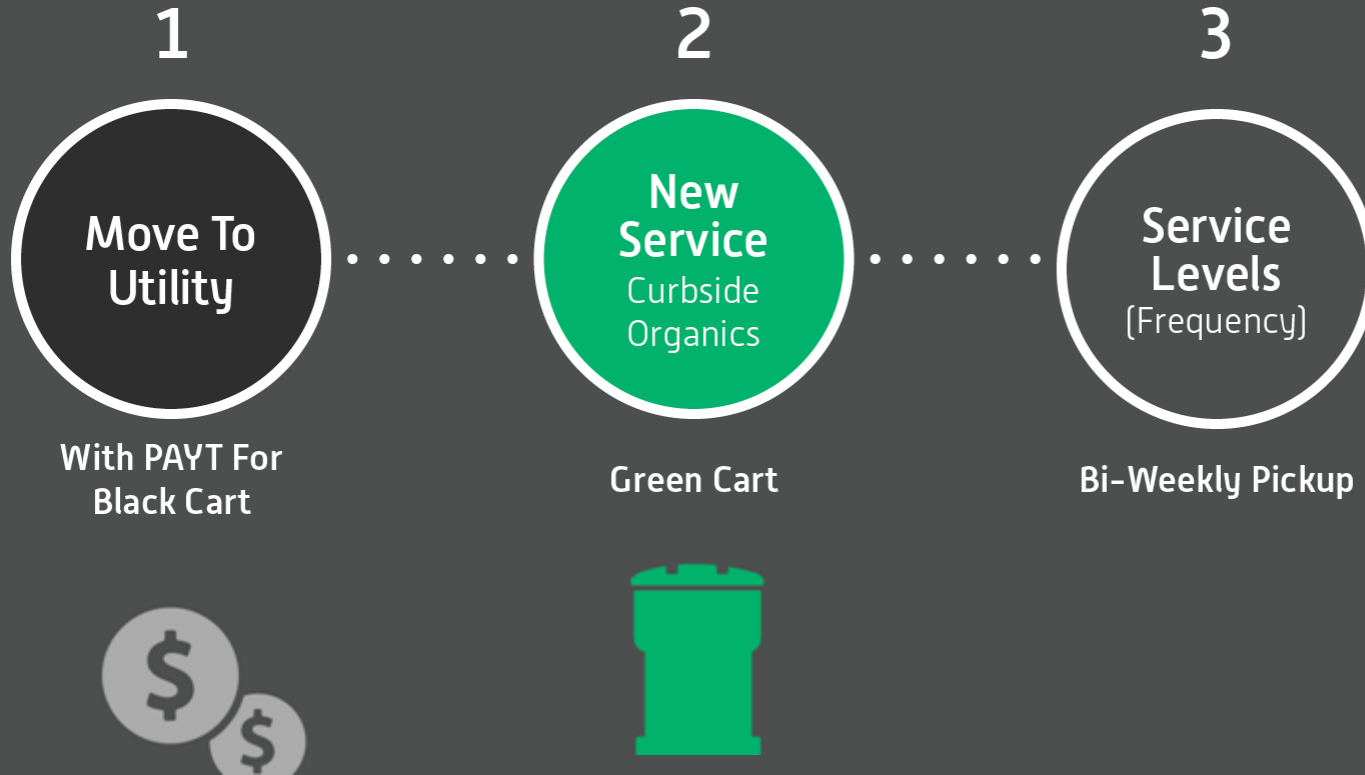 1
Move To
Utility
With PAYT For
Black Cart
$
$
2
New
Service
Curbside
Organics
Green Cart
3
Service
Levels
(Frequency)
Bi-Weekly Pickup